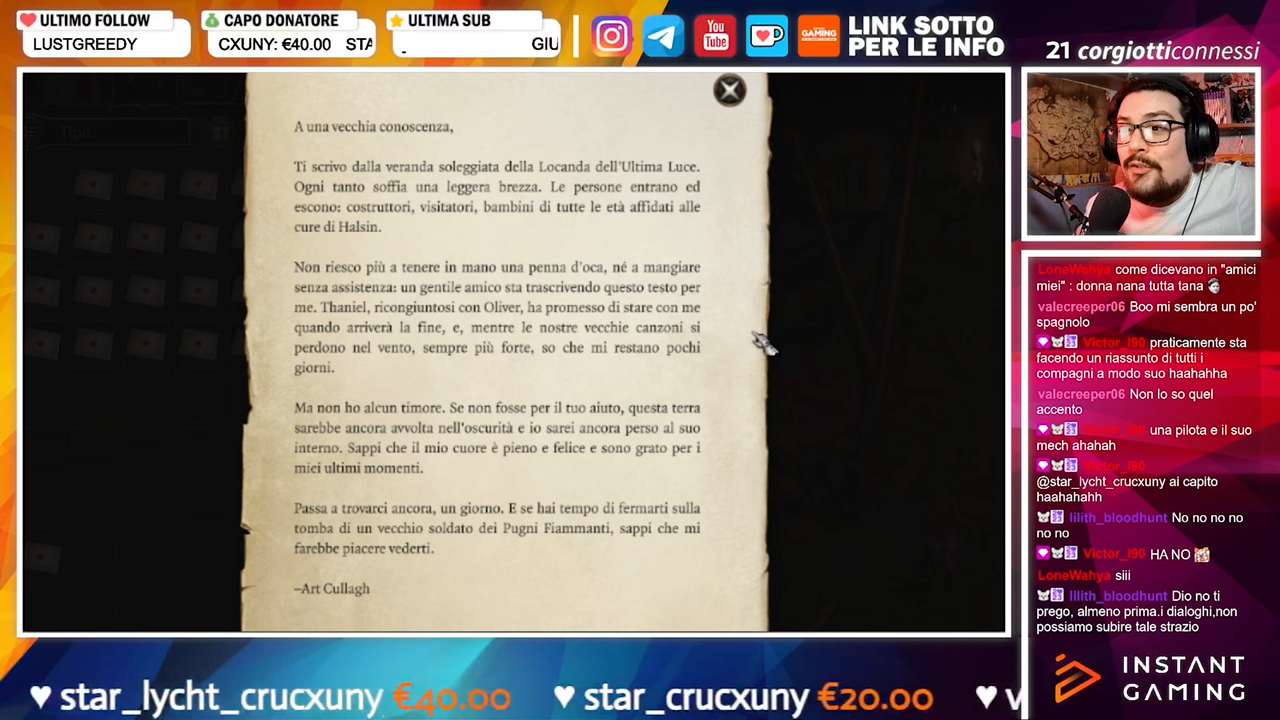 ULTIMO FOLLOW
LUSTGREEDY
CAPO DONATORE
CXUNY: €40.00 STA
ULTIMA SUB
- GIU
You
Tube
GAMING
LINK SOTTO
PER LE INFO
21 corgiotticonnessi
Tipo
A una vecchia conoscenza,
Ti scrivo dalla veranda soleggiata della Locanda dell'Ultima Luce.
Ogni tanto soffia una leggera brezza. Le persone entrano ed
escono: costruttori, visitatori, bambini di tutte le età affidati alle
cure di Halsin.
Non riesco più a tenere in mano una penna d'oca, né a mangiare
senza assistenza: un gentile amico sta trascrivendo questo testo per
me. Thaniel, ricongiuntosi con Oliver, ha promesso di stare con me
quando arriverà la fine, e, mentre le nostre vecchie canzoni si
perdono nel vento, sempre più forte, so che mi restano pochi
giorni.
Ma non ho alcun timore. Se non fosse per il tuo aiuto, questa terra
sarebbe ancora avvolta nell'oscurità e io sarei ancora perso al suo
interno. Sappi che il mio cuore è pieno e felice e sono grato per i
miei ultimi momenti.
Passa a trovarci ancora, un giorno. E se hai tempo di fermarti sulla
tomba di un vecchio soldato dei Pugni Fiammanti, sappi che mi
farebbe piacere vederti.
–Art Cullagh
LoneWahya come dicevano in "amici
miei" : donna nana tutta tana
valecreeper06 Boo mi sembra un po'
spagnolo
Victor_l90 praticamente sta
facendo un riassunto di tutti i
compagni a modo suo haahahha
valecreeper06 Non lo so quel
accento
Victor_l90 una pilota e il suo
mech ahahah
Victor_l90
@star_lycht_crucxuny ai capito
haahahahh
lilith_bloodhunt No no no no
no no
Victor_l90 HA NO
LoneWahya siii
lilith_bloodhunt Dio no ti
prego, almeno prima.i dialoghi,non
possiamo subire tale strazio
INSTANT
GAMING
♥ star_lycht_crucxuny €40.00 ♥ star_crucxuny €20.00 ♥ v